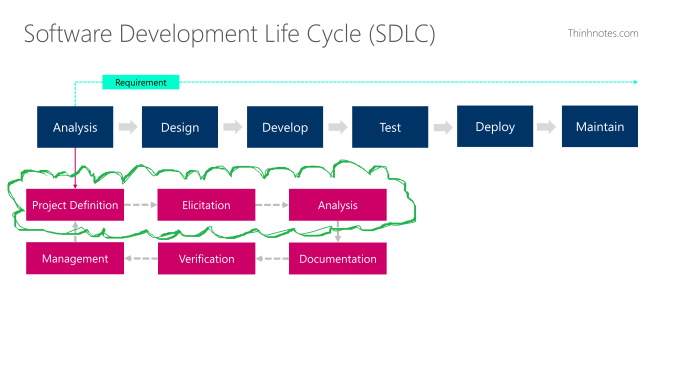 Software Development Life Cycle (SDLC)
Thinhnotes.com
Requirement
Analysis
Design
Develop
Test
Deploy
Maintain
Project Definition
Elicitation
Analysis
Management
Verification
Documentation